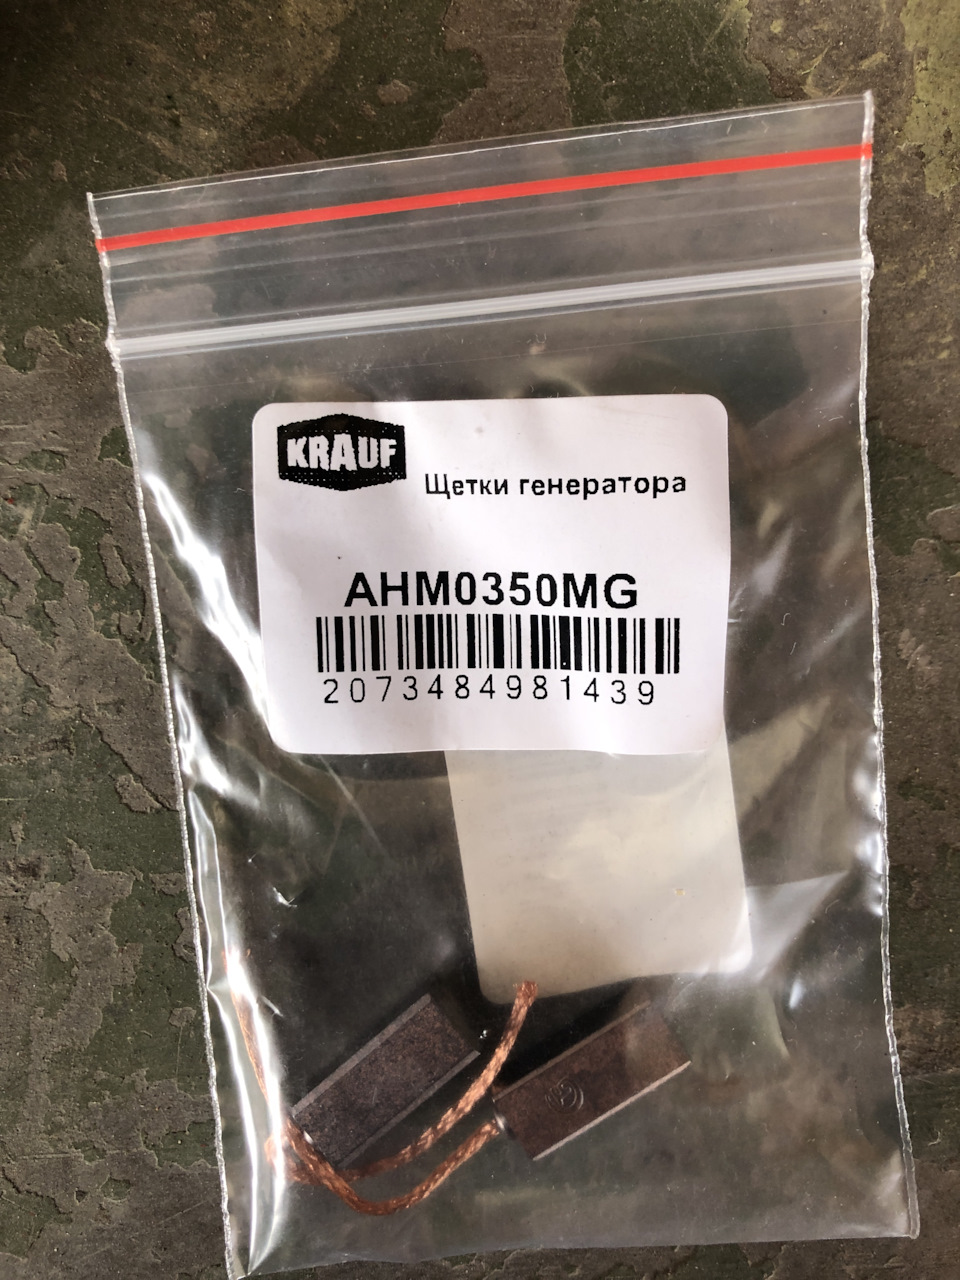 KRAUF
Щетки генератора
AHM0350MG
2073484981439